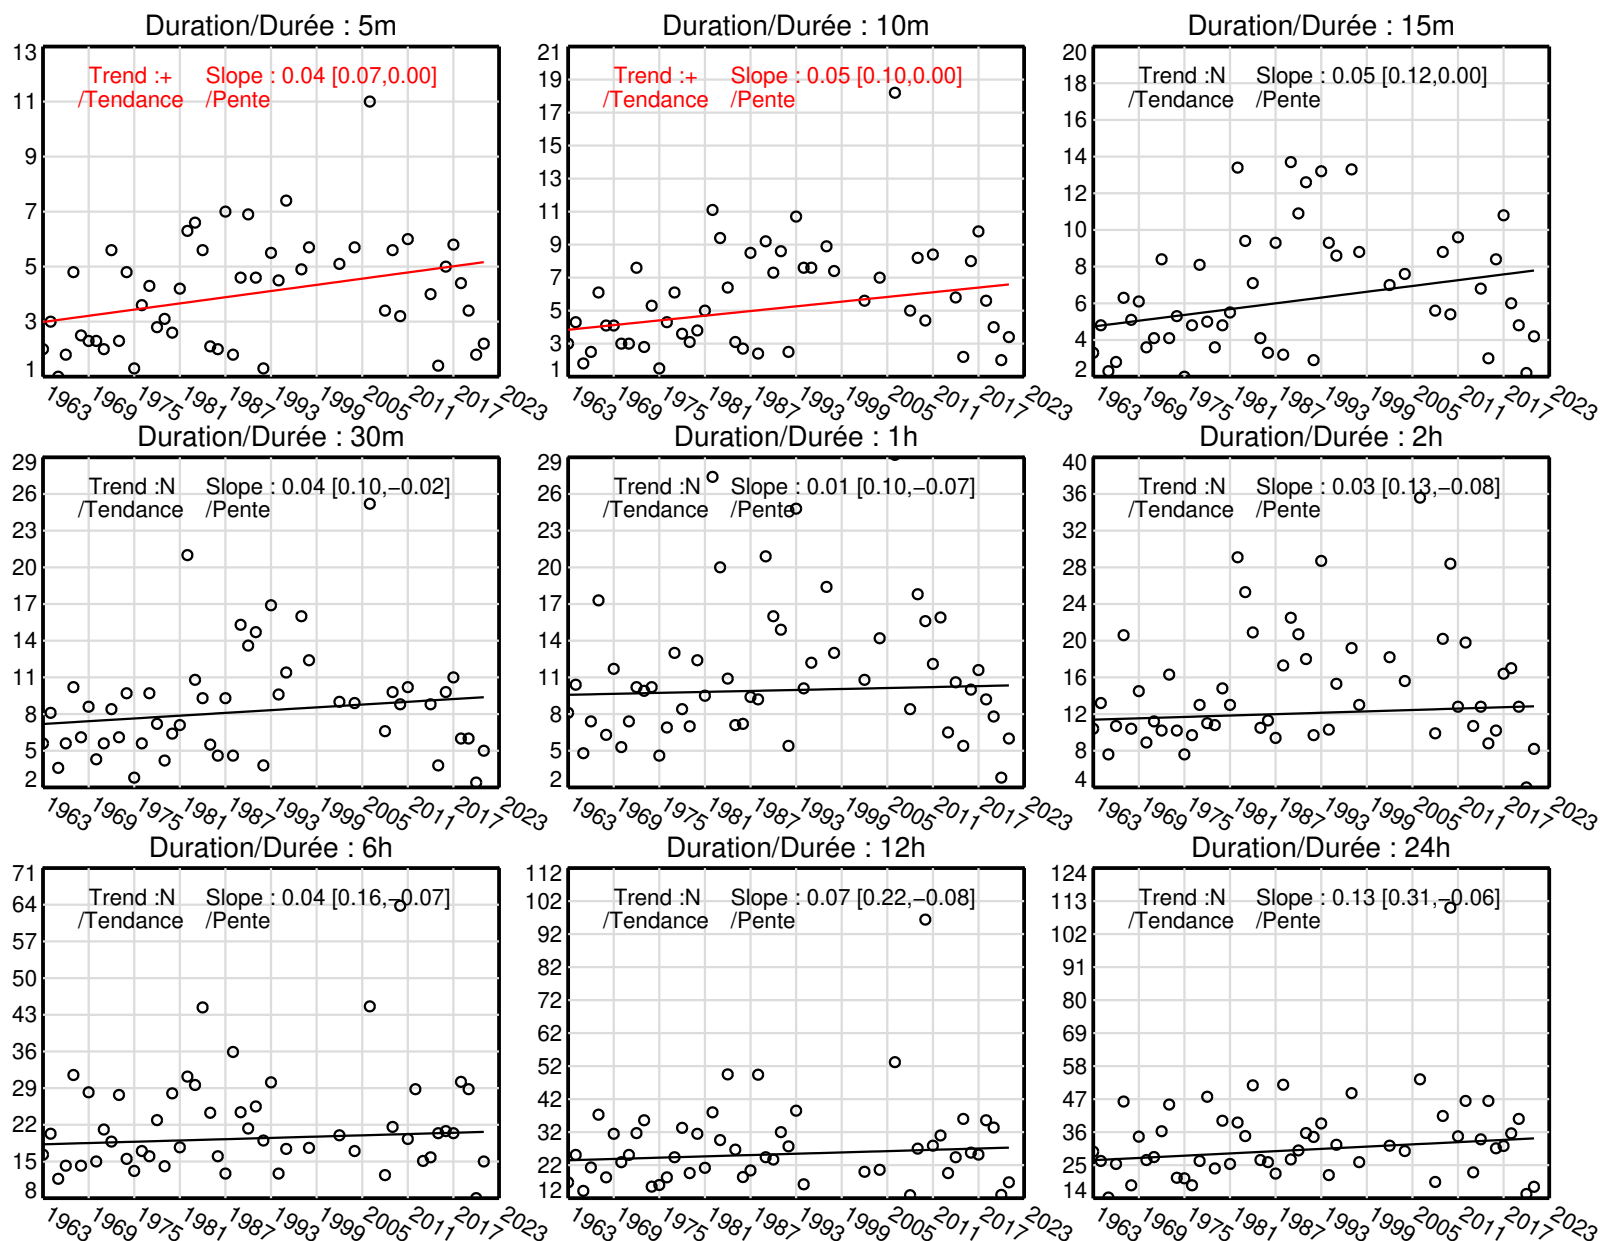 Duration/Durée : 5m
13
11
9
7
5
3
1
Trend :+ Slope : 0.04 [0.07,0.00]
/Tendance /Pente
1963 1969 1975 1981 1987 1993 1999 2005 2011 2017 2023
Duration/Durée : 10m
21
19
17
15
13
11
9
7
5
3
1
Trend :+ Slope : 0.05 [0.10,0.00]
/Tendance /Pente
1963 1969 1975 1981 1987 1993 1999 2005 2011 2017 2023
Duration/Durée : 15m
20
18
16
14
12
10
8
6
4
2
Trend :N Slope : 0.05 [0.12,0.00]
/Tendance /Pente
1963 1969 1975 1981 1987 1993 1999 2005 2011 2017 2023
Duration/Durée : 30m
29
26
23
20
17
14
11
8
5
2
Trend :N Slope : 0.04 [0.10,−0.02]
/Tendance /Pente
1963 1969 1975 1981 1987 1993 1999 2005 2011 2017 2023
Duration/Durée : 1h
29
26
23
20
17
14
11
8
5
2
Trend :N Slope : 0.01 [0.10,−0.07]
/Tendance /Pente
1963 1969 1975 1981 1987 1993 1999 2005 2011 2017 2023
Duration/Durée : 2h
40
36
32
28
24
20
16
12
8
4
Trend :N Slope : 0.03 [0.13,−0.08]
/Tendance /Pente
1963 1969 1975 1981 1987 1993 1999 2005 2011 2017 2023
Duration/Durée : 6h
71
64
57
50
43
36
29
22
15
8
Trend :N Slope : 0.04 [0.16,−0.07]
/Tendance /Pente
1963 1969 1975 1981 1987 1993 1999 2005 2011 2017 2023
Duration/Durée : 12h
112
102
92
82
72
62
52
42
32
22
12
Trend :N Slope : 0.07 [0.22,−0.08]
/Tendance /Pente
1963 1969 1975 1981 1987 1993 1999 2005 2011 2017 2023
Duration/Durée : 24h
124
113
102
91
80
69
58
47
36
25
14
Trend :N Slope : 0.13 [0.31,−0.06]
/Tendance /Pente
1963 1969 1975 1981 1987 1993 1999 2005 2011 2017 2023